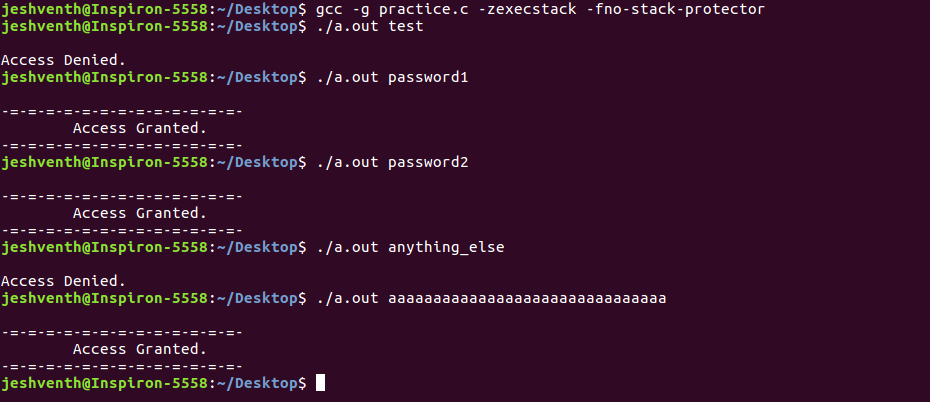 jeshventh@Inspiron-5558:~/Desktop$ gcc -g practice.c -zexecstack -fno-stack-protector
jeshventh@Inspiron-5558:~/Desktop$ ./a.out test
Access Denied.
jeshventh@Inspiron-5558:~/Desktop$ ./a.out password1
-=-=-=-=-=-=-=-=-=-=-=-=-=-
Access Granted.
-=-=-=-=-=-=-=-=-=-=-=-=-=-
jeshventh@Inspiron-5558:~/Desktop$ ./a.out password2
-=-=-=-=-=-=-=-=-=-=-=-=-=-
Access Granted.
-=-=-=-=-=-=-=-=-=-=-=-=-=-
jeshventh@Inspiron-5558:~/Desktop$ ./a.out anything_else
Access Denied.
jeshventh@Inspiron-5558:~/Desktop$ ./a.out aaaaaaaaaaaaaaaaaaaaaaaaaaaaaaa
-=-=-=-=-=-=-=-=-=-=-=-=-=-
Access Granted.
-=-=-=-=-=-=-=-=-=-=-=-=-=-
jeshventh@Inspiron-5558:~/Desktop$